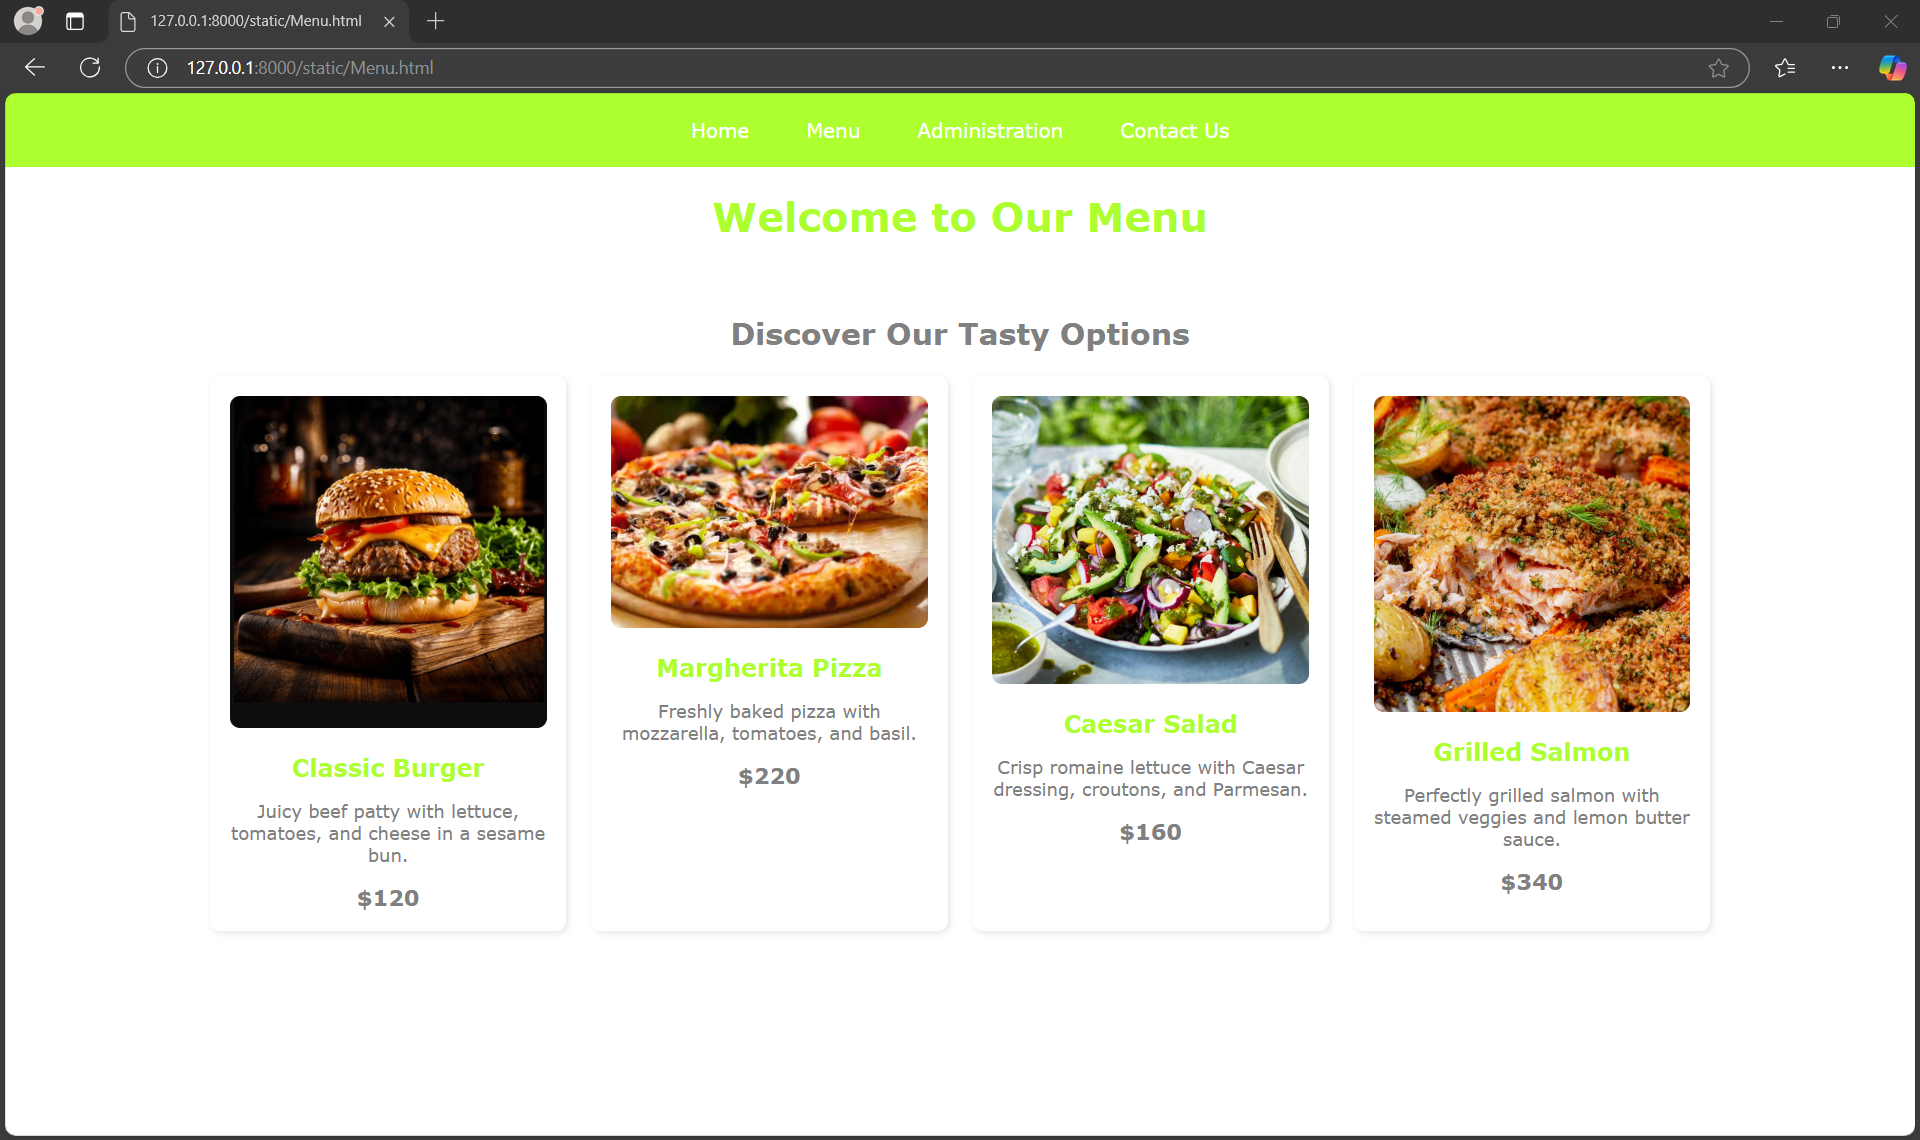 127.0.0.1:8000/static/Menu.html
127.0.0.1:8000/static/Menu.html
Home Menu Administration Contact Us
Welcome to Our Menu
Discover Our Tasty Options
Classic Burger
Juicy beef patty with lettuce,
tomatoes, and cheese in a sesame
bun.
$120
Margherita Pizza
Freshly baked pizza with
mozzarella, tomatoes, and basil.
$220
Caesar Salad
Crisp romaine lettuce with Caesar
dressing, croutons, and Parmesan.
$160
Grilled Salmon
Perfectly grilled salmon with
steamed veggies and lemon butter
sauce.
$340